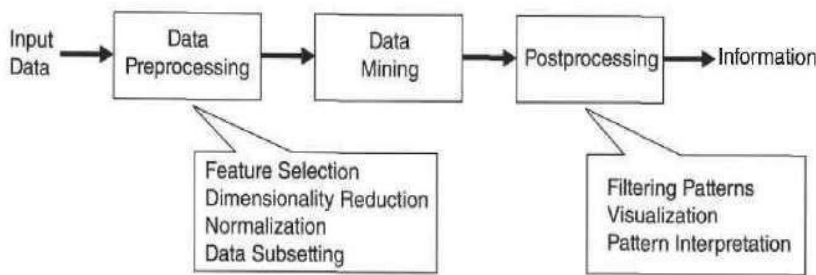 Input
Data
Data
Preprocessing
Data
Mining
Postprocessing
Information
Feature Selection
Dimensionality Reduction
Normalization
Data Subsetting
Filtering Patterns
Visualization
Pattern Interpretation